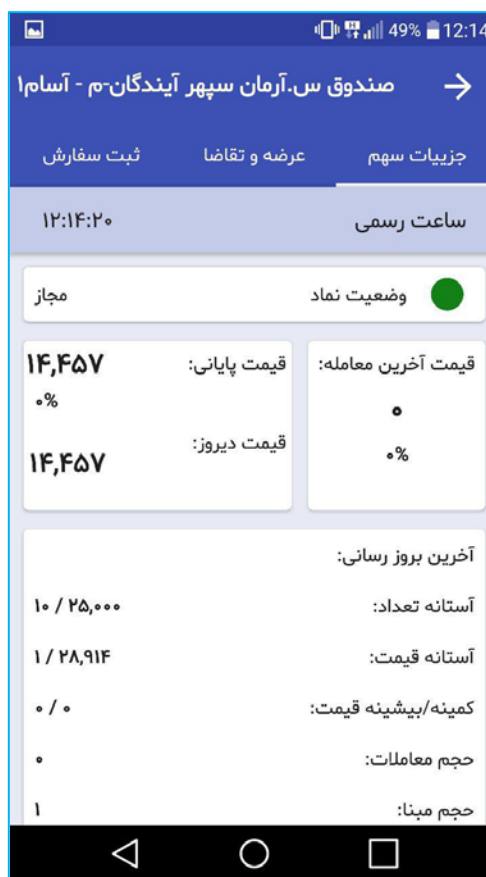 49% 12:14
صندوق س.آرمان سپهر آیندگان-م - آسام۱
جزییات سهم
عرضه و تقاضا
ثبت سفارش
ساعت رسمی
۱۲:۱۴:۲۰
وضعیت نماد
مجاز
قیمت آخرین معامله:
۰
۰%
قیمت پایانی:
۱۴,۴۵۷
۰%
قیمت دیروز:
۱۴,۴۵۷
آخرین بروز رسانی:
آستانه تعداد:
۱۰ / ۲۵,۰۰۰
آستانه قیمت:
۱ / ۲۸,۹۱۴
کمینه/بیشینه قیمت:
۰ / ۰
حجم معاملات:
۰
حجم مبنا:
۱